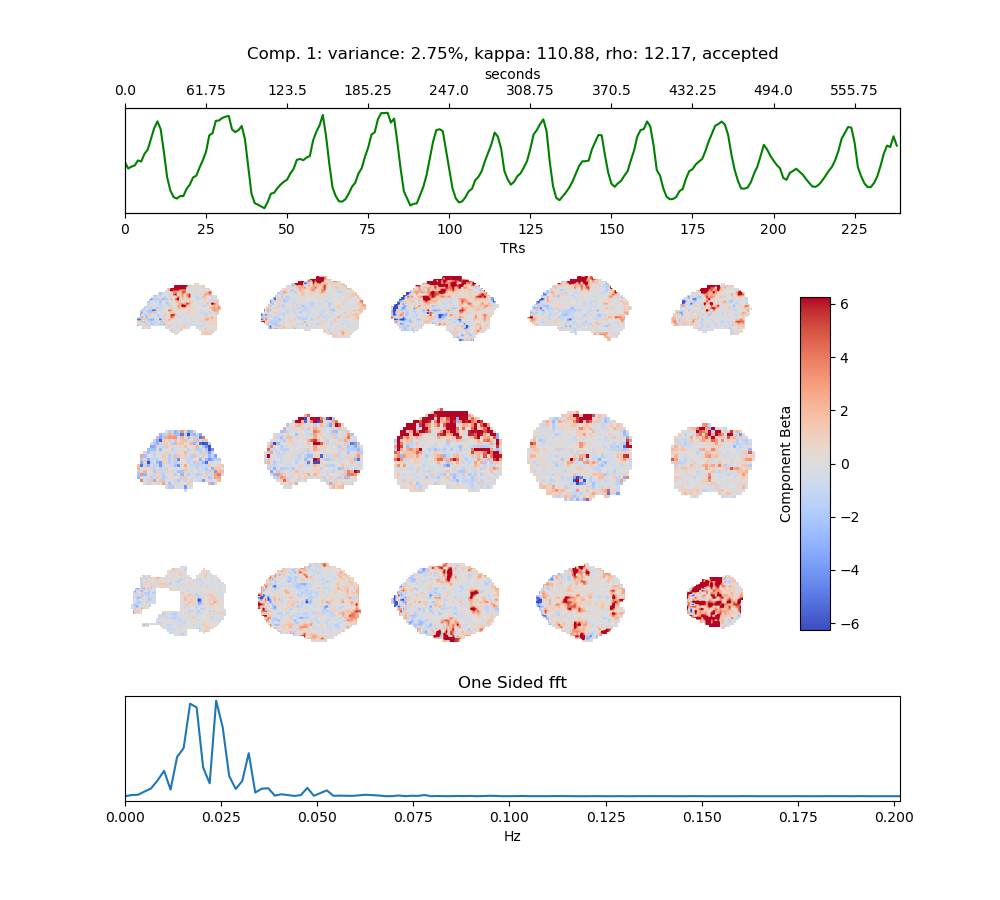 Comp. 1: variance: 2.75%, kappa: 110.88, rho: 12.17, accepted
seconds
0.0 61.75 123.5 185.25 247.0 308.75 370.5 432.25 494.0 555.75
0 25 50 75 100 125 150 175 200 225
TRs
6
4
2
0
−2
−4
−6
Component Beta
One Sided fft
0.000 0.025 0.050 0.075 0.100 0.125 0.150 0.175 0.200
Hz